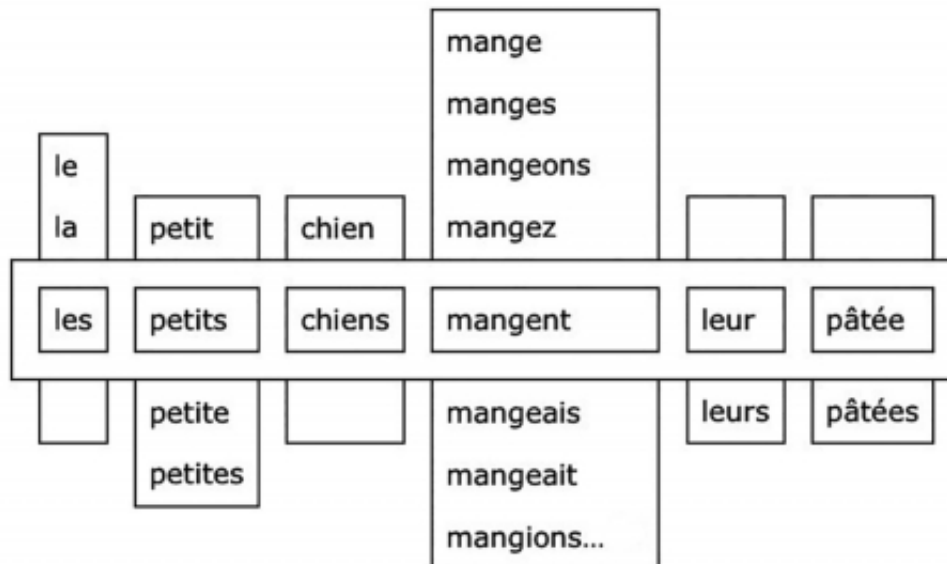 mange
manges
le mangeons
la petit chien mangez
les petits chiens mangent leur pâtée
petite mangeais leurs pâtées
petites mangeait
mangions...